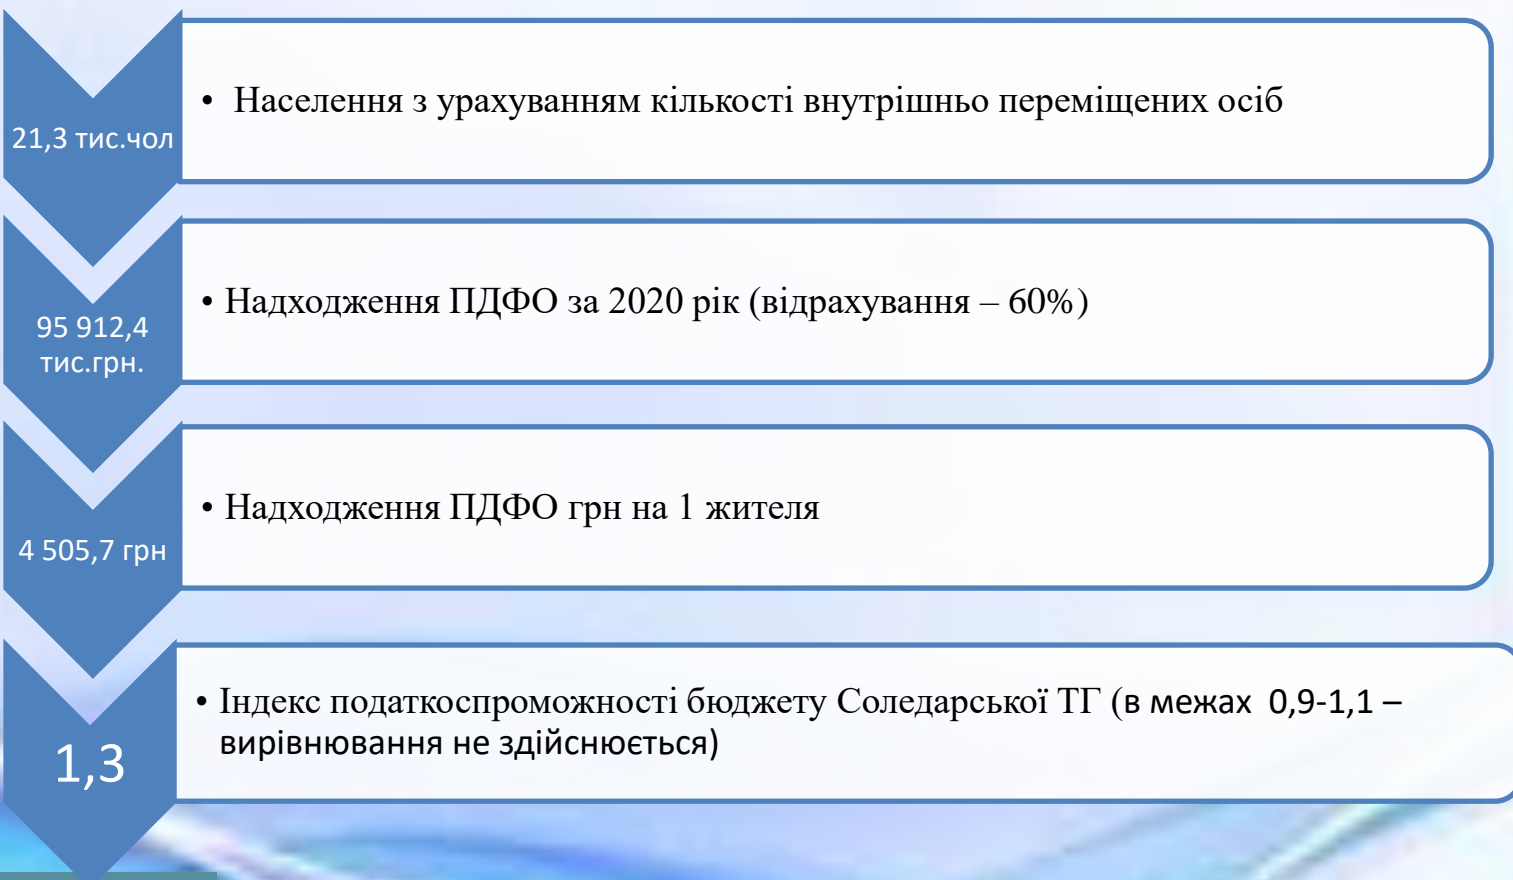 21,3 тис.чол
• Населення з урахуванням кількості внутрішньо переміщених осіб
95 912,4
тис.грн.
• Надходження ПДФО за 2020 рік (відрахування – 60%)
4 505,7 грн
• Надходження ПДФО грн на 1 жителя
1,3
• Індекс податкоспроможності бюджету Соледарської ТГ (в межах 0,9-1,1 –
вирівнювання не здійснюється)